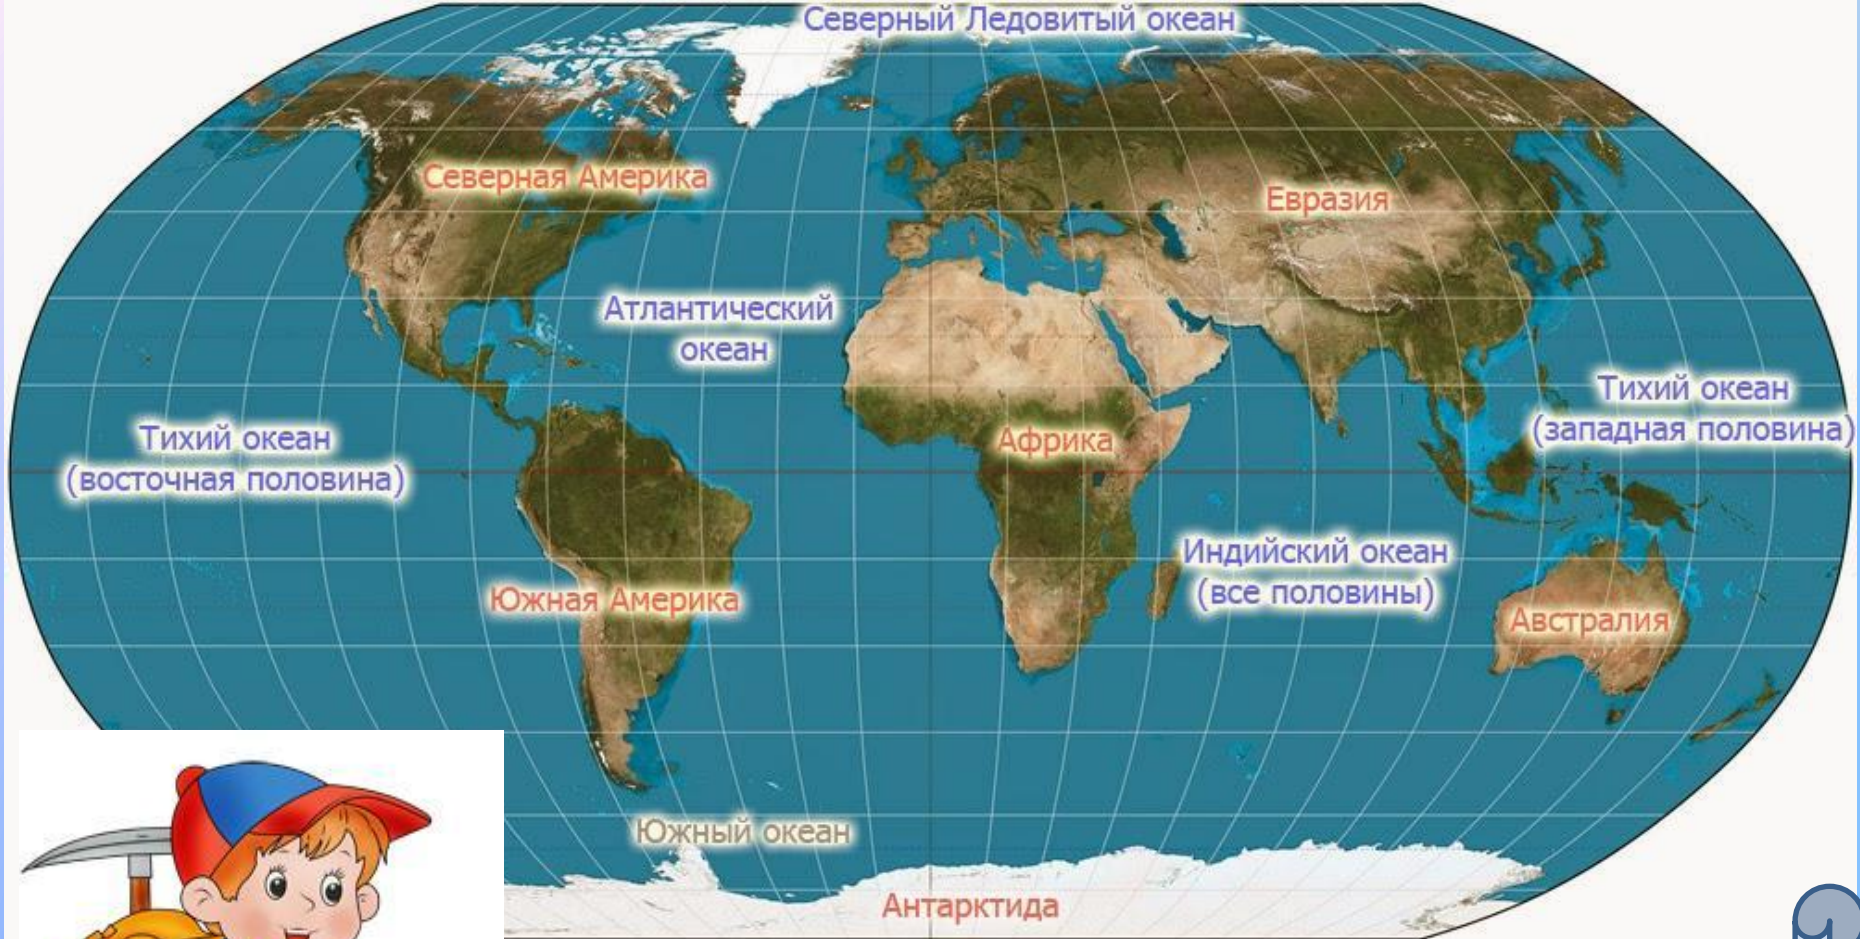 Северный Ледовитый океан
Северная Америка
Евразия
Атлантический
океан
Тихий океан
(западная половина)
Тихий океан
(восточная половина)
Африка
Индийский океан
(все половины)
Южная Америка
Австралия
Южный океан
Антарктида